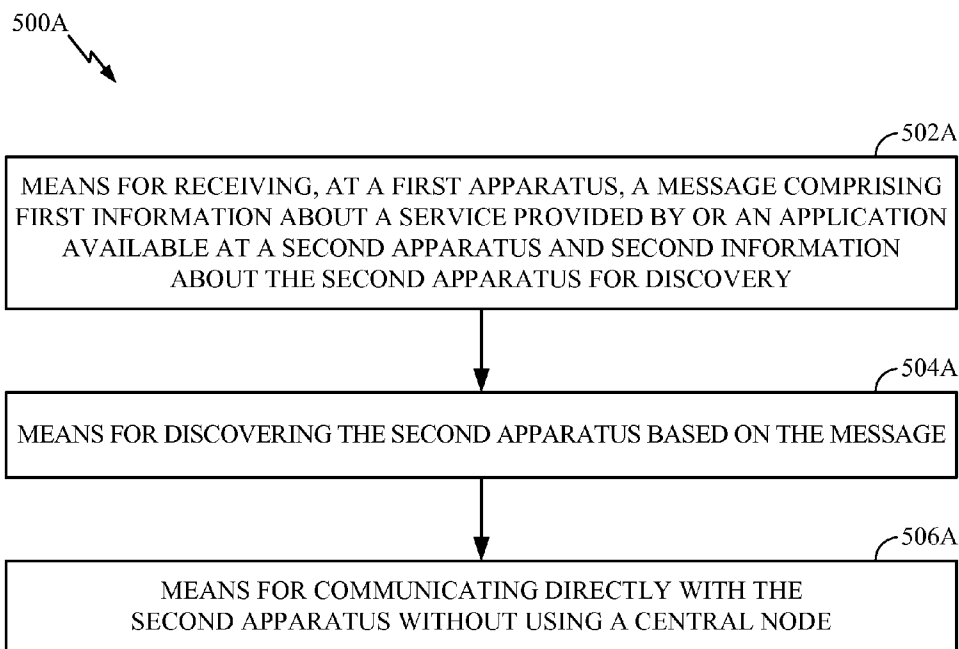 500A
502A
MEANS FOR RECEIVING, AT A FIRST APPARATUS, A MESSAGE COMPRISING
FIRST INFORMATION ABOUT A SERVICE PROVIDED BY OR AN APPLICATION
AVAILABLE AT A SECOND APPARATUS AND SECOND INFORMATION
ABOUT THE SECOND APPARATUS FOR DISCOVERY
504A
MEANS FOR DISCOVERING THE SECOND APPARATUS BASED ON THE MESSAGE
506A
MEANS FOR COMMUNICATING DIRECTLY WITH THE
SECOND APPARATUS WITHOUT USING A CENTRAL NODE